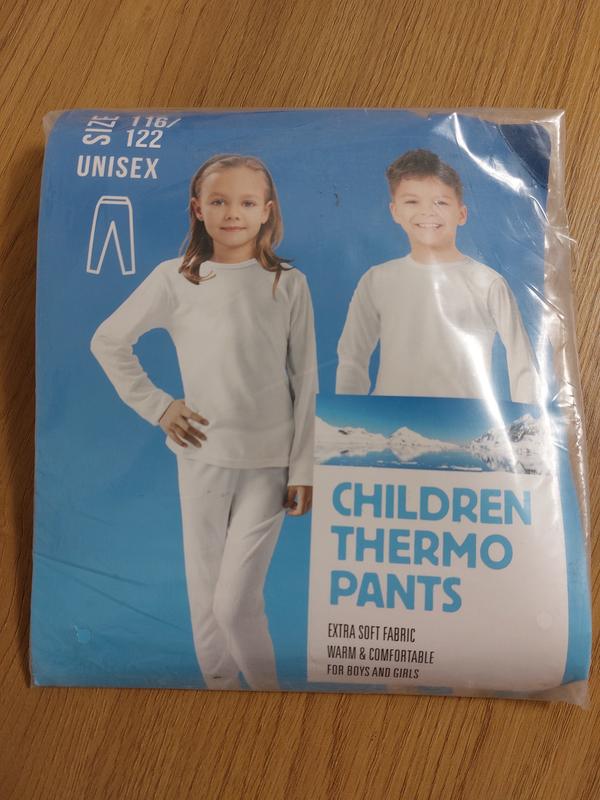 SIZE 116/
122
UNISEX
CHILDREN
THERMO
PANTS
EXTRA SOFT FABRIC
WARM & COMFORTABLE
FOR BOYS AND GIRLS